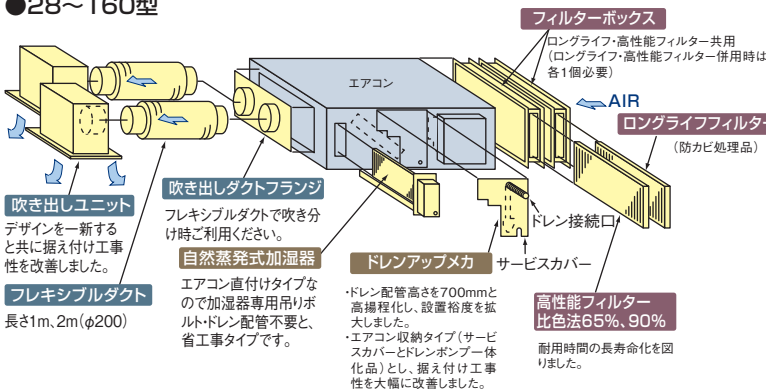 ●28〜160型
フィルターボックス
ロングライフ・高性能フィルター共用
(ロングライフ・高性能フィルター併用時は
各1個必要)
エアコン
AIR
ロングライフフィルター
(防カビ処理品)
吹き出しユニット
デザインを一新する
と共に据え付け工事
性を改善しました。
フレキシブルダクト
長さ1m、2m(φ200)
吹き出しダクトフランジ
フレキシブルダクトで吹き分
け時ご利用ください。
自然蒸発式加湿器
エアコン直付けタイプな
ので加湿器専用吊りボ
ルト・ドレン配管不要と、
省工事タイプです。
ドレンアップメカ
・ドレン配管高さを700mmと
高揚程化し、設置裕度を拡
大しました。
・エアコン収納タイプ(サービ
スカバーとドレンポンプ一体
化品)とし、据え付け工事
性を大幅に改善しました。
ドレン接続口
サービスカバー
高性能フィルター
比色法65%、90%
耐用時間の長寿命化を図
りました。